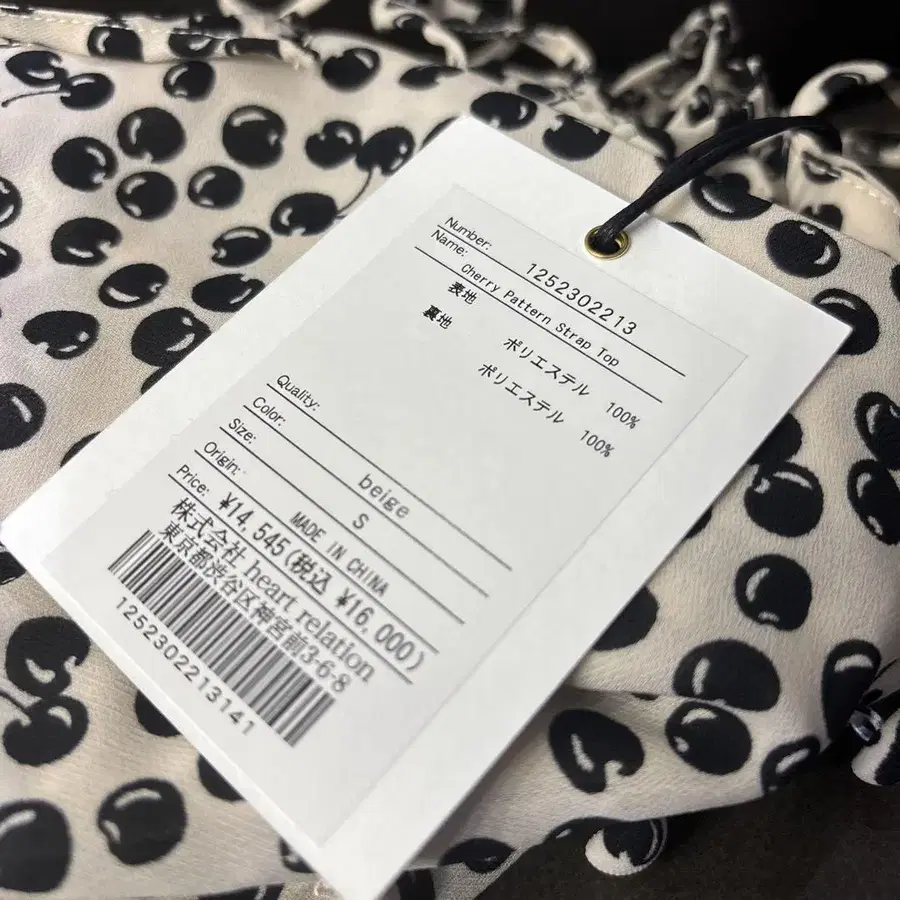 Number: 1252302213
Name: Cherry Pattern Strap Top
表地 ポリエステル 100%
裏地 ポリエステル 100%
Quality:
Color: beige
Size: S
Origin: MADE IN CHINA
Price: ¥14,545(税込 ¥16,000)
株式会社 heart relation
東京都渋谷区神宮前3-6-8
1252302213141